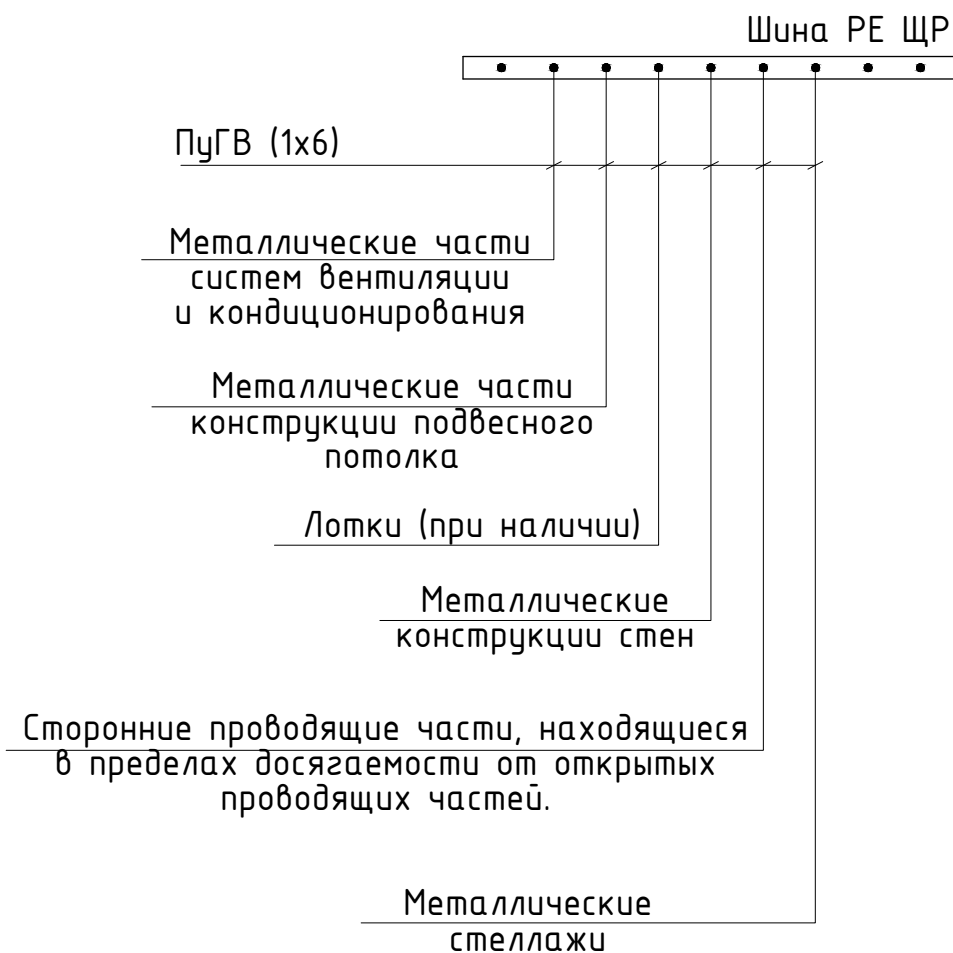 Шина РЕ ЩР
ПуГВ (1х6)
Металлические части
систем вентиляции
и кондиционирования
Металлические части
конструкции подвесного
потолка
Лотки (при наличии)
Металлические
конструкции стен
Сторонние проводящие части, находящиеся
в пределах досягаемости от открытых
проводящих частей.
Металлические
стеллажи